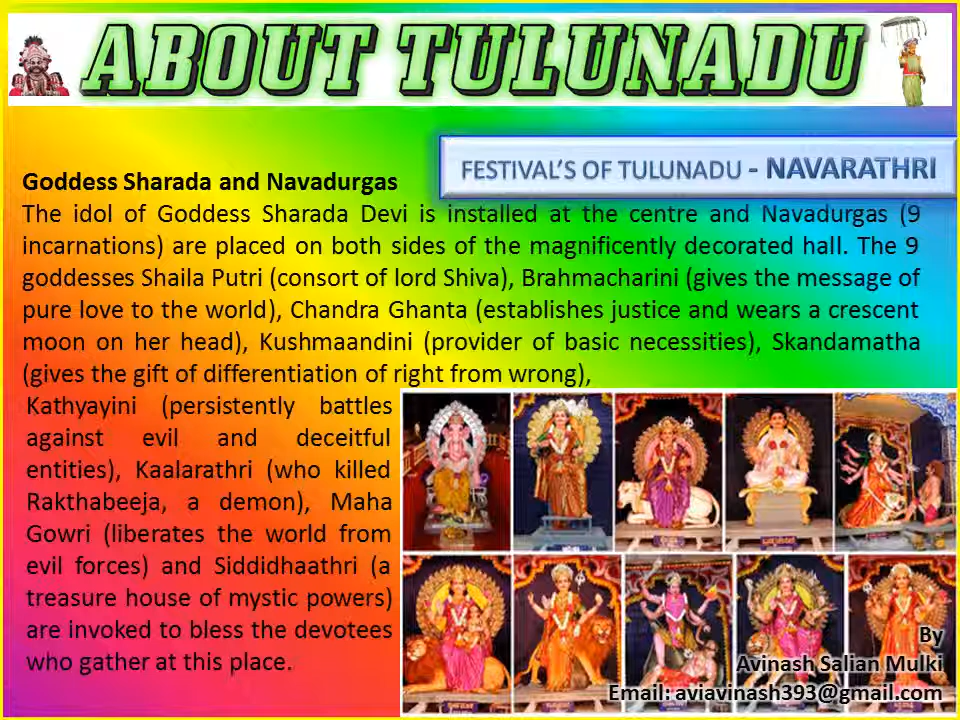 ABOUT TULUNADU
FESTIVAL'S OF TULUNADU - NAVARATHRI
Goddess Sharada and Navadurgas
The idol of Goddess Sharada Devi is installed at the centre and Navadurgas (9
incarnations) are placed on both sides of the magnificently decorated hall. The 9
goddesses Shaila Putri (consort of lord Shiva), Brahmacharini (gives the message of
pure love to the world), Chandra Ghanta (establishes justice and wears a crescent
moon on her head), Kushmaandini (provider of basic necessities), Skandamatha
(gives the gift of differentiation of right from wrong),
Kathyayini (persistently battles
against evil and deceitful
entities), Kaalarathri (who killed
Rakthabeeja, a demon), Maha
Gowri (liberates the world from
evil forces) and Siddidhaathri (a
treasure house of mystic powers)
are invoked to bless the devotees
who gather at this place.
By
Avinash Salian Mulki
Email: aviavinash393@gmail.com